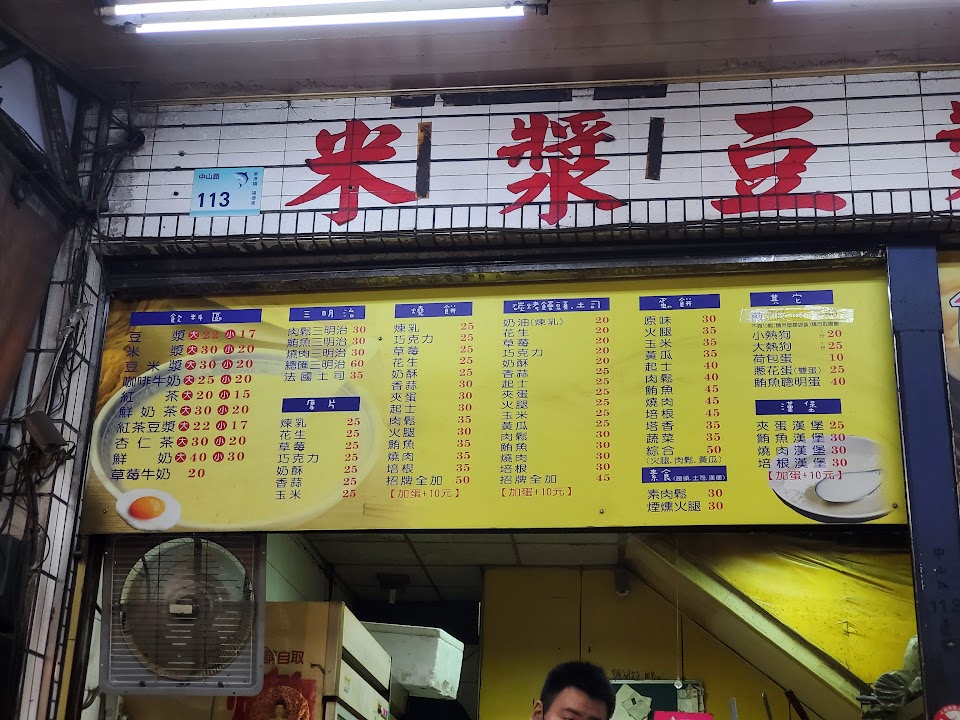 米漿豆
中山路
113
飲料區
豆漿 大22 小17
米漿 大30 小20
豆米漿 大30 小20
咖啡牛奶 大25 小20
紅茶 大20 小15
鮮奶茶 大30 小20
紅茶豆漿 大22 小17
杏仁茶 大30 小20
鮮奶 大40 小30
草莓牛奶 20
三明治
肉鬆三明治 30
鮪魚三明治 30
燒肉三明治 30
總匯三明治 60
法國土司 35
厚片
煉乳 25
花生 25
草莓 25
巧克力 25
奶酥 25
香蒜 25
玉米 25
燒餅
煉乳 25
巧克力 25
草莓 25
花生 25
奶酥 25
香蒜 30
夾蛋 30
起士 30
肉鬆 35
火腿 30
鮪魚 35
燒肉 35
培根 35
招牌全加 50
【加蛋+10元】
碳烤饅頭.土司
奶油(煉乳) 20
花生 20
草莓 20
巧克力 20
奶酥 20
香蒜 25
起士 25
夾蛋 25
火腿 25
玉米 25
黃瓜 25
肉鬆 30
鮪魚 30
燒肉 30
培根 30
招牌全加 45
【加蛋+10元】
蛋餅
原味 30
火腿 35
玉米 35
黃瓜 35
起士 40
肉鬆 40
鮪魚 45
燒肉 45
培根 45
塔香 35
蔬菜 35
綜合 50
(火腿.肉鬆.黃瓜)
素食(饅頭.土司.漢堡)
素肉鬆 30
煙燻火腿 30
其它
小熱狗 20
大熱狗 25
荷包蛋 10
蔥花蛋(雙蛋) 25
鮪魚聰明蛋 40
漢堡
夾蛋漢堡 25
鮪魚漢堡 30
燒肉漢堡 30
培根漢堡 30
【加蛋+10元】
請自取